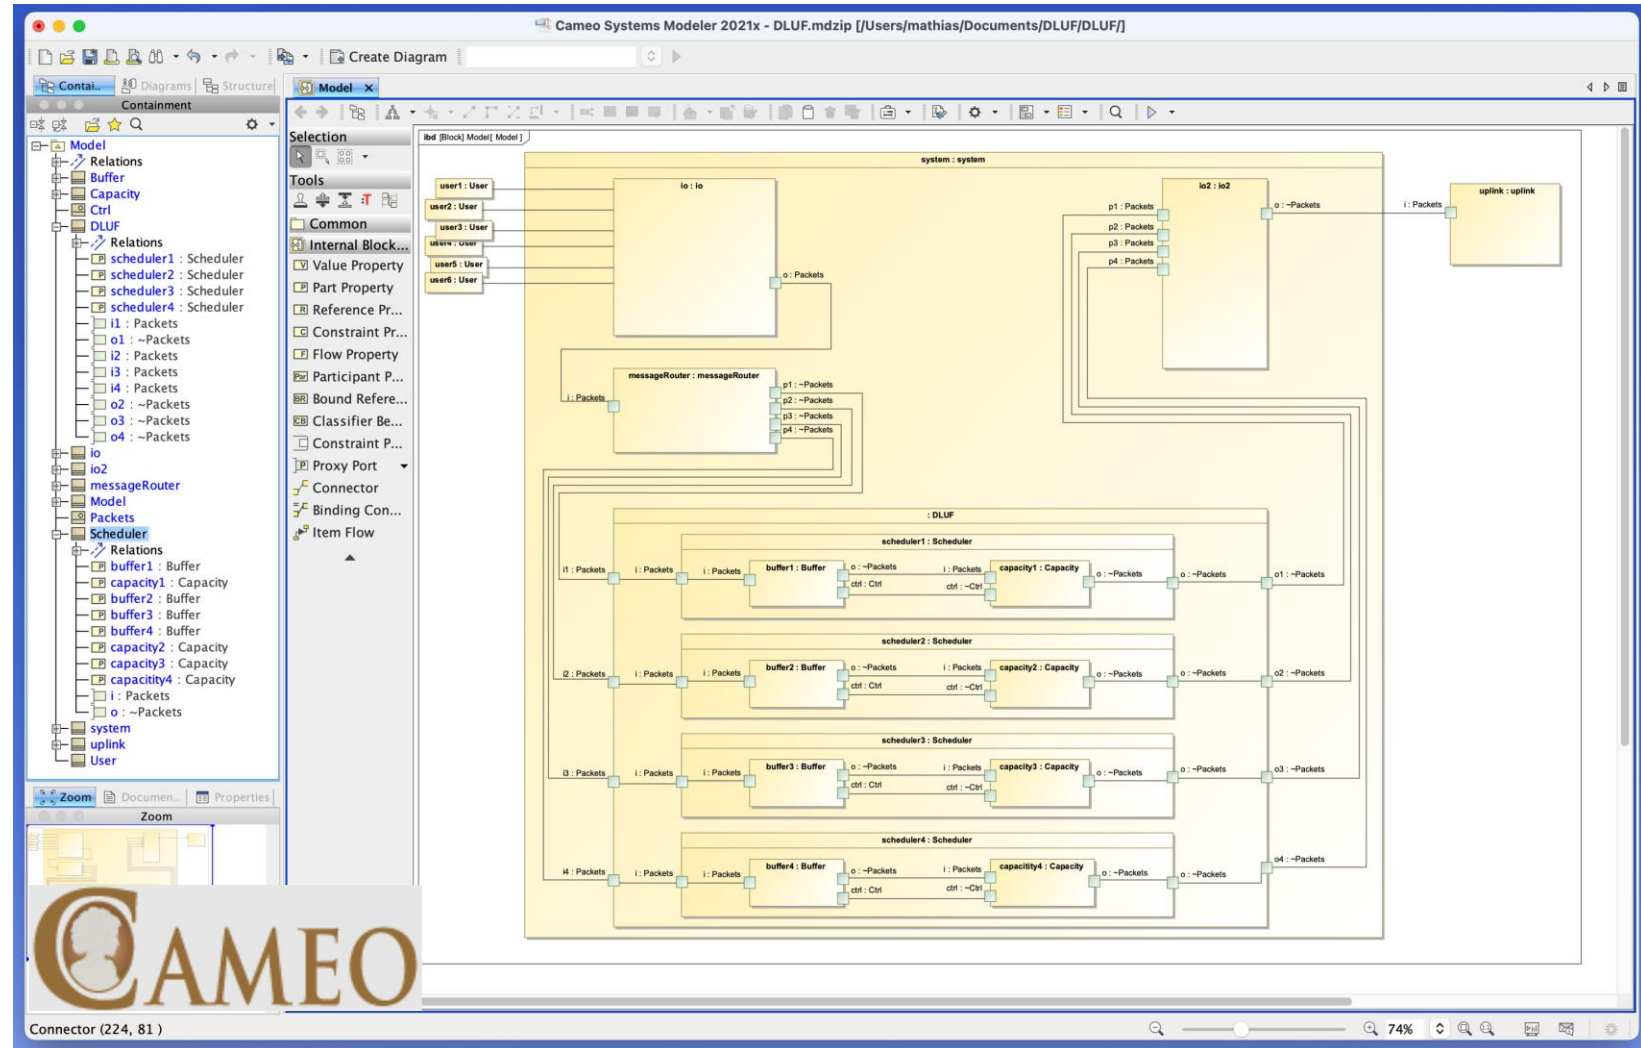 Cameo Systems Modeler 2021x - DLUF.mdzip [/Users/mathias/Documents/DLUF/DLUF/]
Create Diagram
Contai.. Diagrams Structure
Containment
Model
Relations
Buffer
Capacity
Ctrl
DLUF
Relations
scheduler1 : Scheduler
scheduler2 : Scheduler
scheduler3 : Scheduler
scheduler4 : Scheduler
i1 : Packets
o1 : ~Packets
i2 : Packets
i3 : Packets
i4 : Packets
o2 : ~Packets
o3 : ~Packets
o4 : ~Packets
io
io2
messageRouter
Model
Packets
Scheduler
Relations
buffer1 : Buffer
capacity1 : Capacity
buffer2 : Buffer
buffer3 : Buffer
buffer4 : Buffer
capacity2 : Capacity
capacity3 : Capacity
capacitity4 : Capacity
i : Packets
o : ~Packets
system
uplink
User
Zoom Documen.. Properties
Zoom
CAMEO
Connector (224, 81 )
Model
Selection
Tools
Common
Internal Block...
Value Property
Part Property
Reference Pr...
Constraint Pr...
Flow Property
Participant P...
Bound Refere...
Classifier Be...
Constraint P...
Proxy Port
Connector
Binding Con...
Item Flow
ibd [Block] Model[ Model ]
system : system
user1 : User
user2 : User
user3 : User
user4 : User
user5 : User
user6 : User
io : io
o : Packets
io2 : io2
p1 : Packets
p2 : Packets
p3 : Packets
p4 : Packets
o : ~Packets
i : Packets
uplink : uplink
messageRouter : messageRouter
i : Packets
p1 : ~Packets
p2 : ~Packets
p3 : ~Packets
p4 : ~Packets
: DLUF
scheduler1 : Scheduler
i1 : Packets i : Packets i : Packets buffer1 : Buffer o : ~Packets i : Packets capacity1 : Capacity o : ~Packets o : ~Packets o1 : ~Packets
ctrl : Ctrl ctrl : ~Ctrl
scheduler2 : Scheduler
i2 : Packets i : Packets i : Packets buffer2 : Buffer o : ~Packets i : Packets capacity2 : Capacity o : ~Packets o : ~Packets o2 : ~Packets
ctrl : Ctrl ctrl : ~Ctrl
scheduler3 : Scheduler
i3 : Packets i : Packets i : Packets buffer3 : Buffer o : ~Packets i : Packets capacity3 : Capacity o : ~Packets o : ~Packets o3 : ~Packets
ctrl : Ctrl ctrl : ~Ctrl
scheduler4 : Scheduler
i4 : Packets i : Packets i : Packets buffer4 : Buffer o : ~Packets i : Packets capacitity4 : Capacity o : ~Packets o : ~Packets o4 : ~Packets
ctrl : Ctrl ctrl : ~Ctrl
74%